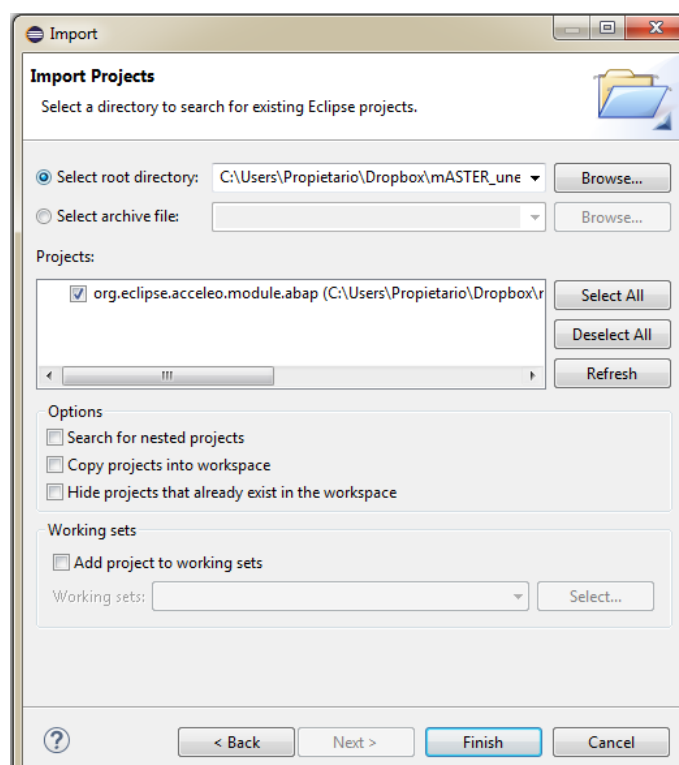 Import
Import Projects
Select a directory to search for existing Eclipse projects.
Select root directory: C:\Users\Propietario\Dropbox\mASTER_une Browse...
Select archive file: Browse...
Projects:
org.eclipse.acceleo.module.abap (C:\Users\Propietario\Dropbox\r Select All
Deselect All
Refresh
Options
Search for nested projects
Copy projects into workspace
Hide projects that already exist in the workspace
Working sets
Add project to working sets
Working sets: Select...
? < Back Next > Finish Cancel